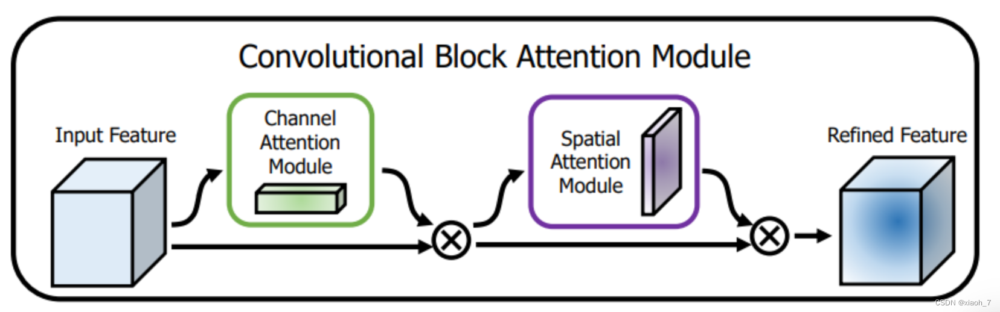 Convolutional Block Attention Module
Input Feature
Channel
Attention
Module
Spatial
Attention
Module
Refined Feature
CSDN @xiaoh_7